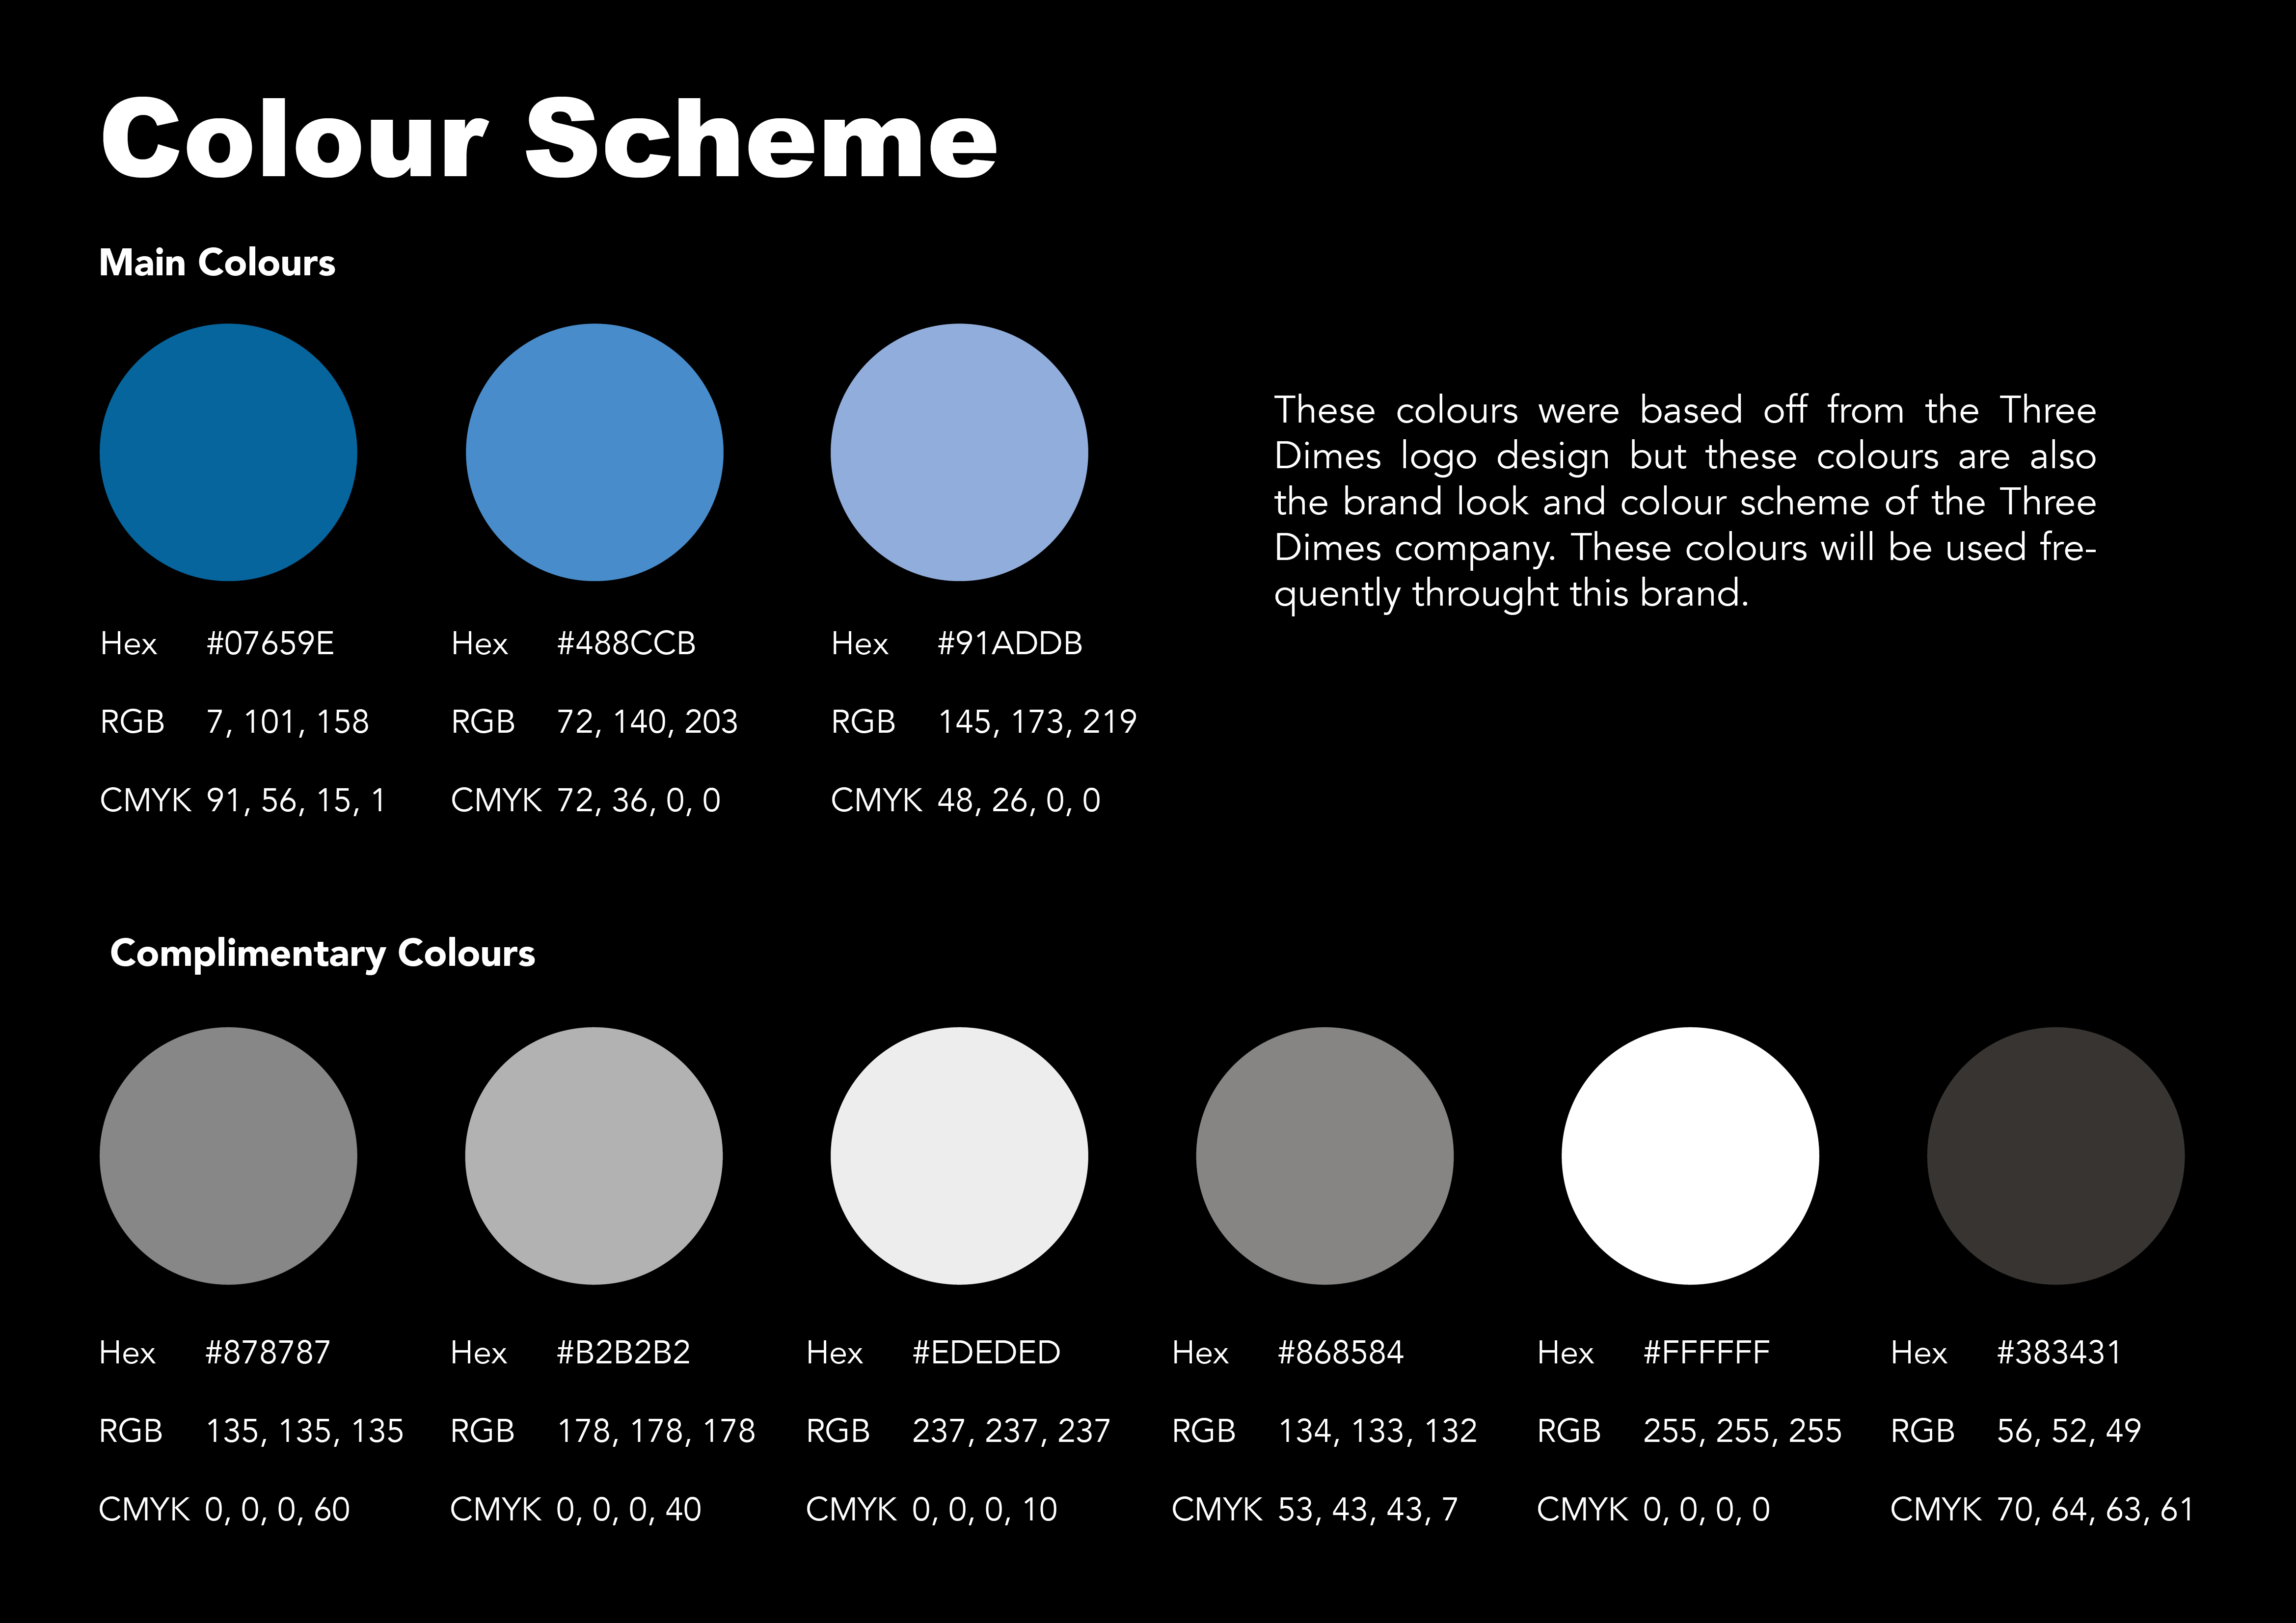 Colour Scheme
Main Colours
These colours were based off from the Three
Dimes logo design but these colours are also
the brand look and colour scheme of the Three
Dimes company. These colours will be used fre-
quently throught this brand.
Hex #07659E Hex #488CCB Hex #91ADDB
RGB 7, 101, 158 RGB 72, 140, 203 RGB 145, 173, 219
CMYK 91, 56, 15, 1 CMYK 72, 36, 0, 0 CMYK 48, 26, 0, 0
Complimentary Colours
Hex #878787 Hex #B2B2B2 Hex #EDEDED Hex #868584 Hex #FFFFFF Hex #383431
RGB 135, 135, 135 RGB 178, 178, 178 RGB 237, 237, 237 RGB 134, 133, 132 RGB 255, 255, 255 RGB 56, 52, 49
CMYK 0, 0, 0, 60 CMYK 0, 0, 0, 40 CMYK 0, 0, 0, 10 CMYK 53, 43, 43, 7 CMYK 0, 0, 0, 0 CMYK 70, 64, 63, 61